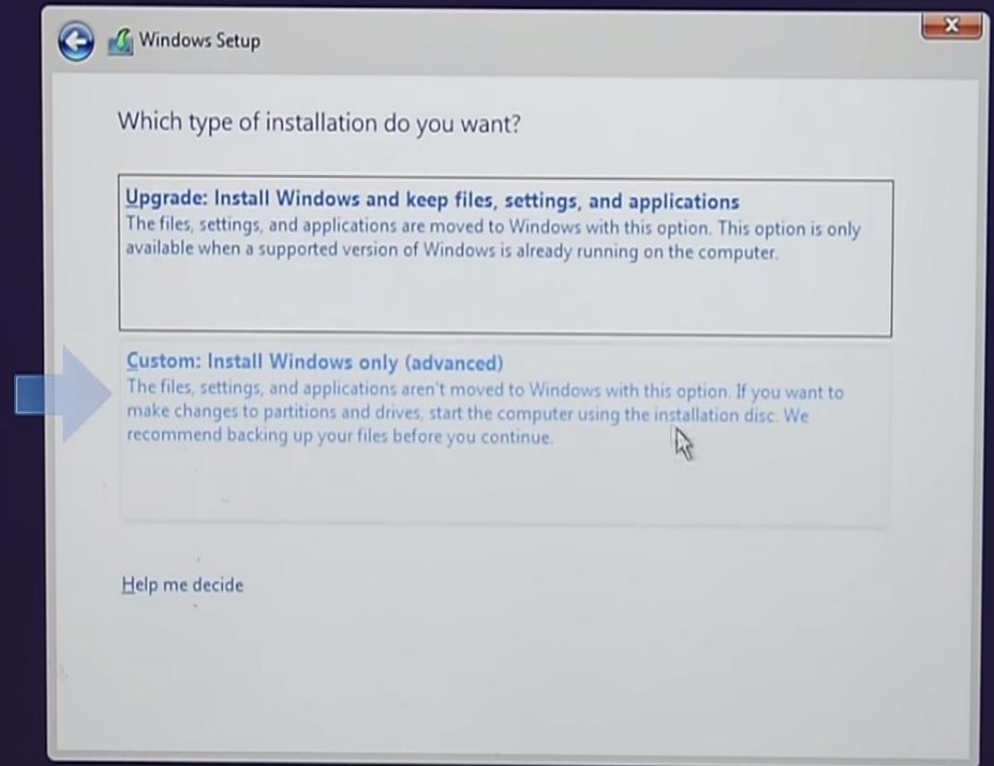 Windows Setup
Which type of installation do you want?
Upgrade: Install Windows and keep files, settings, and applications
The files, settings, and applications are moved to Windows with this option. This option is only
available when a supported version of Windows is already running on the computer.
Custom: Install Windows only (advanced)
The files, settings, and applications aren't moved to Windows with this option. If you want to
make changes to partitions and drives, start the computer using the installation disc. We
recommend backing up your files before you continue.
Help me decide